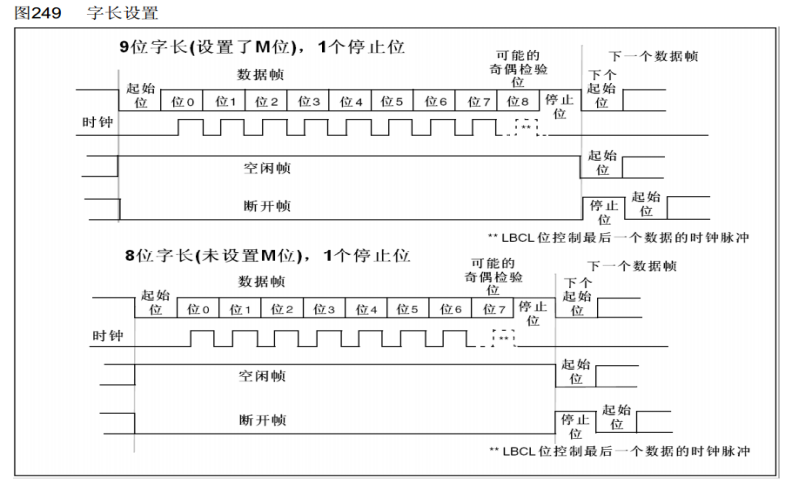 图249 字长设置
9位字长(设置了M位)，1个停止位
可能的
奇偶检验
位
下一个数据帧
数据帧
起始
位
位0
位1
位2
位3
位4
位5
位6
位7
位8
停止
位
下个
起始
位
时钟
**
空闲帧
起始
位
断开帧
停止
位
起始
位
** LBCL位控制最后一个数据的时钟脉冲
8位字长(未设置M位)，1个停止位
可能的
奇偶检验
位
下一个数据帧
数据帧
起始
位
位0
位1
位2
位3
位4
位5
位6
位7
停止
位
下个
起始
位
时钟
**
空闲帧
起始
位
断开帧
停止
位
起始
位
** LBCL位控制最后一个数据的时钟脉冲